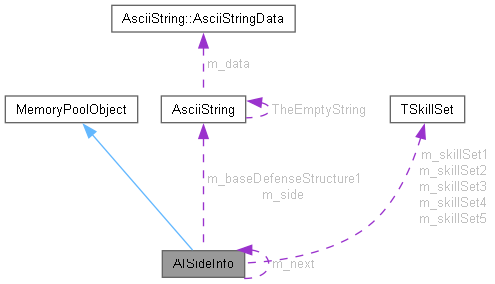 AsciiString::AsciiStringData
m_data
MemoryPoolObject
AsciiString
TheEmptyString
TSkillSet
m_baseDefenseStructure1
m_side
m_skillSet1
m_skillSet2
m_skillSet3
m_skillSet4
m_skillSet5
AISideInfo
m_next